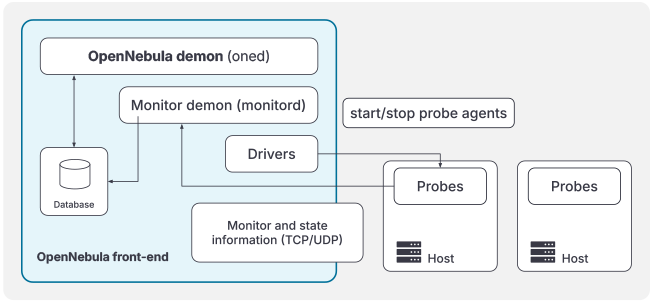 OpenNebula demon (oned)
Monitor demon (monitord)
start/stop probe agents
Drivers
Probes
Probes
Database
Monitor and state
information (TCP/UDP)
OpenNebula front-end
Host
Host